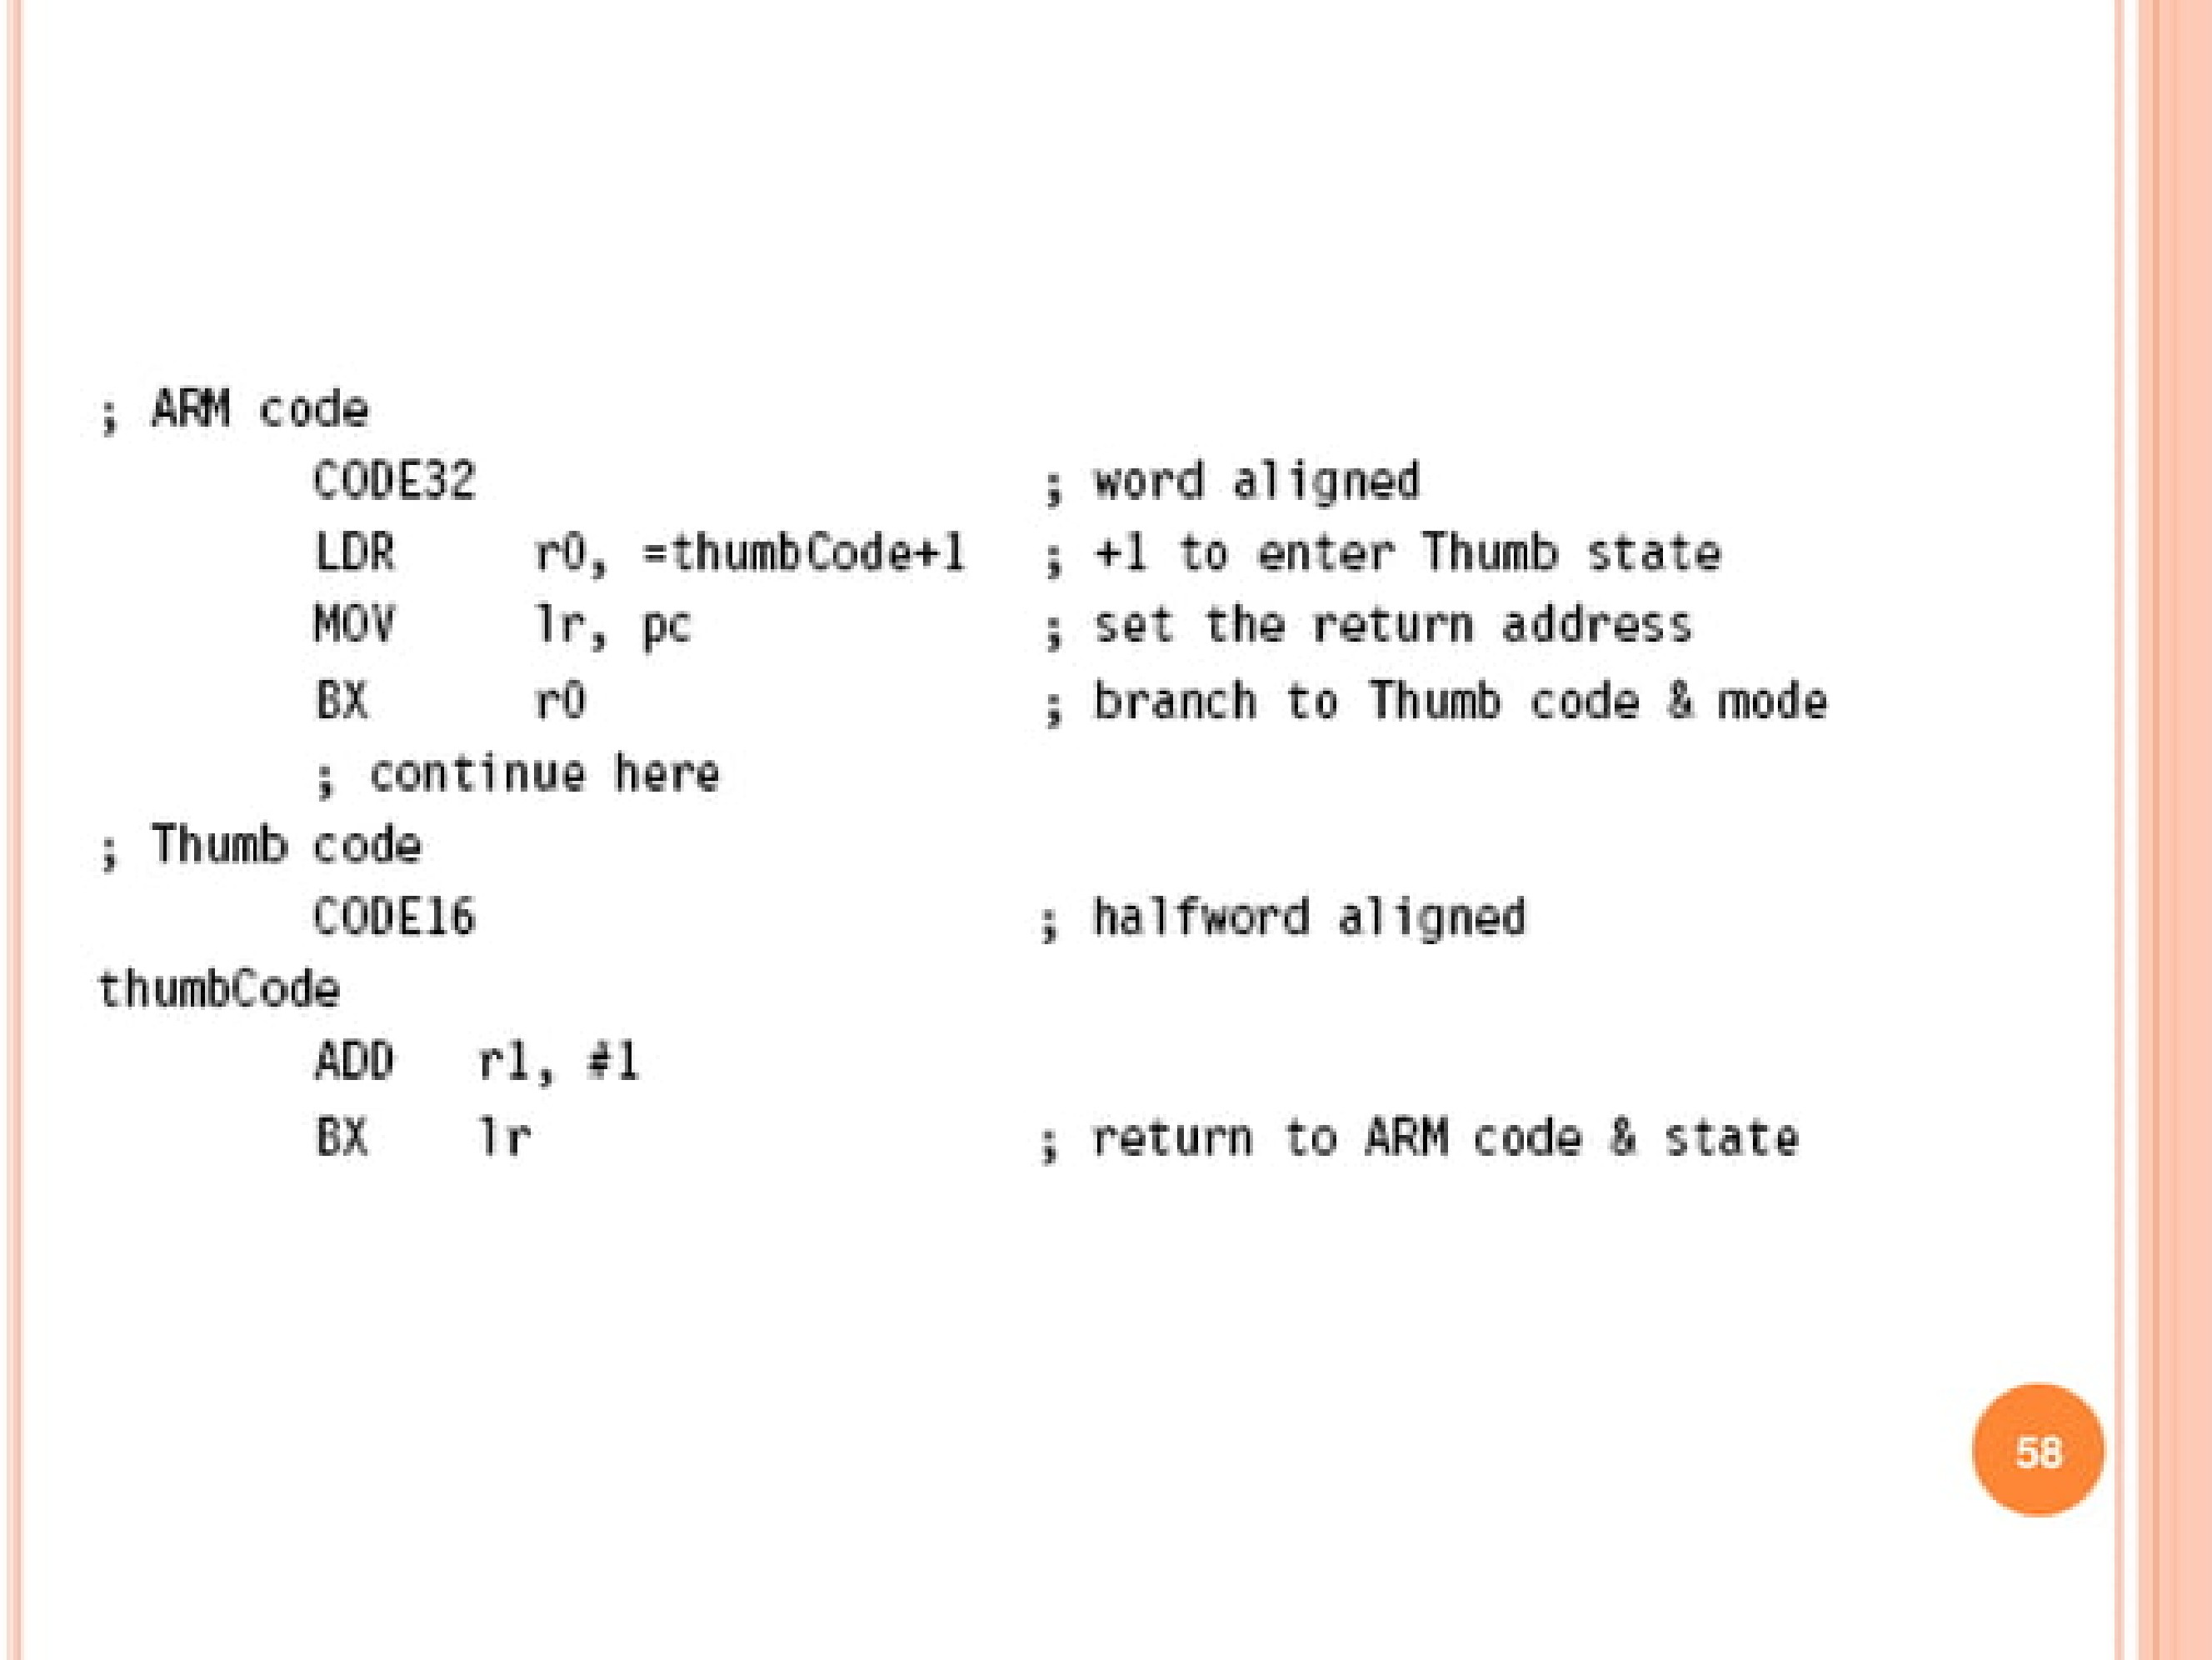 ; ARM code
CODE32 ; word aligned
LDR r0, =thumbCode+1 ; +1 to enter Thumb state
MOV lr, pc ; set the return address
BX r0 ; branch to Thumb code & mode
; continue here
; Thumb code
CODE16 ; halfword aligned
thumbCode
ADD r1, #1
BX lr ; return to ARM code & state
58